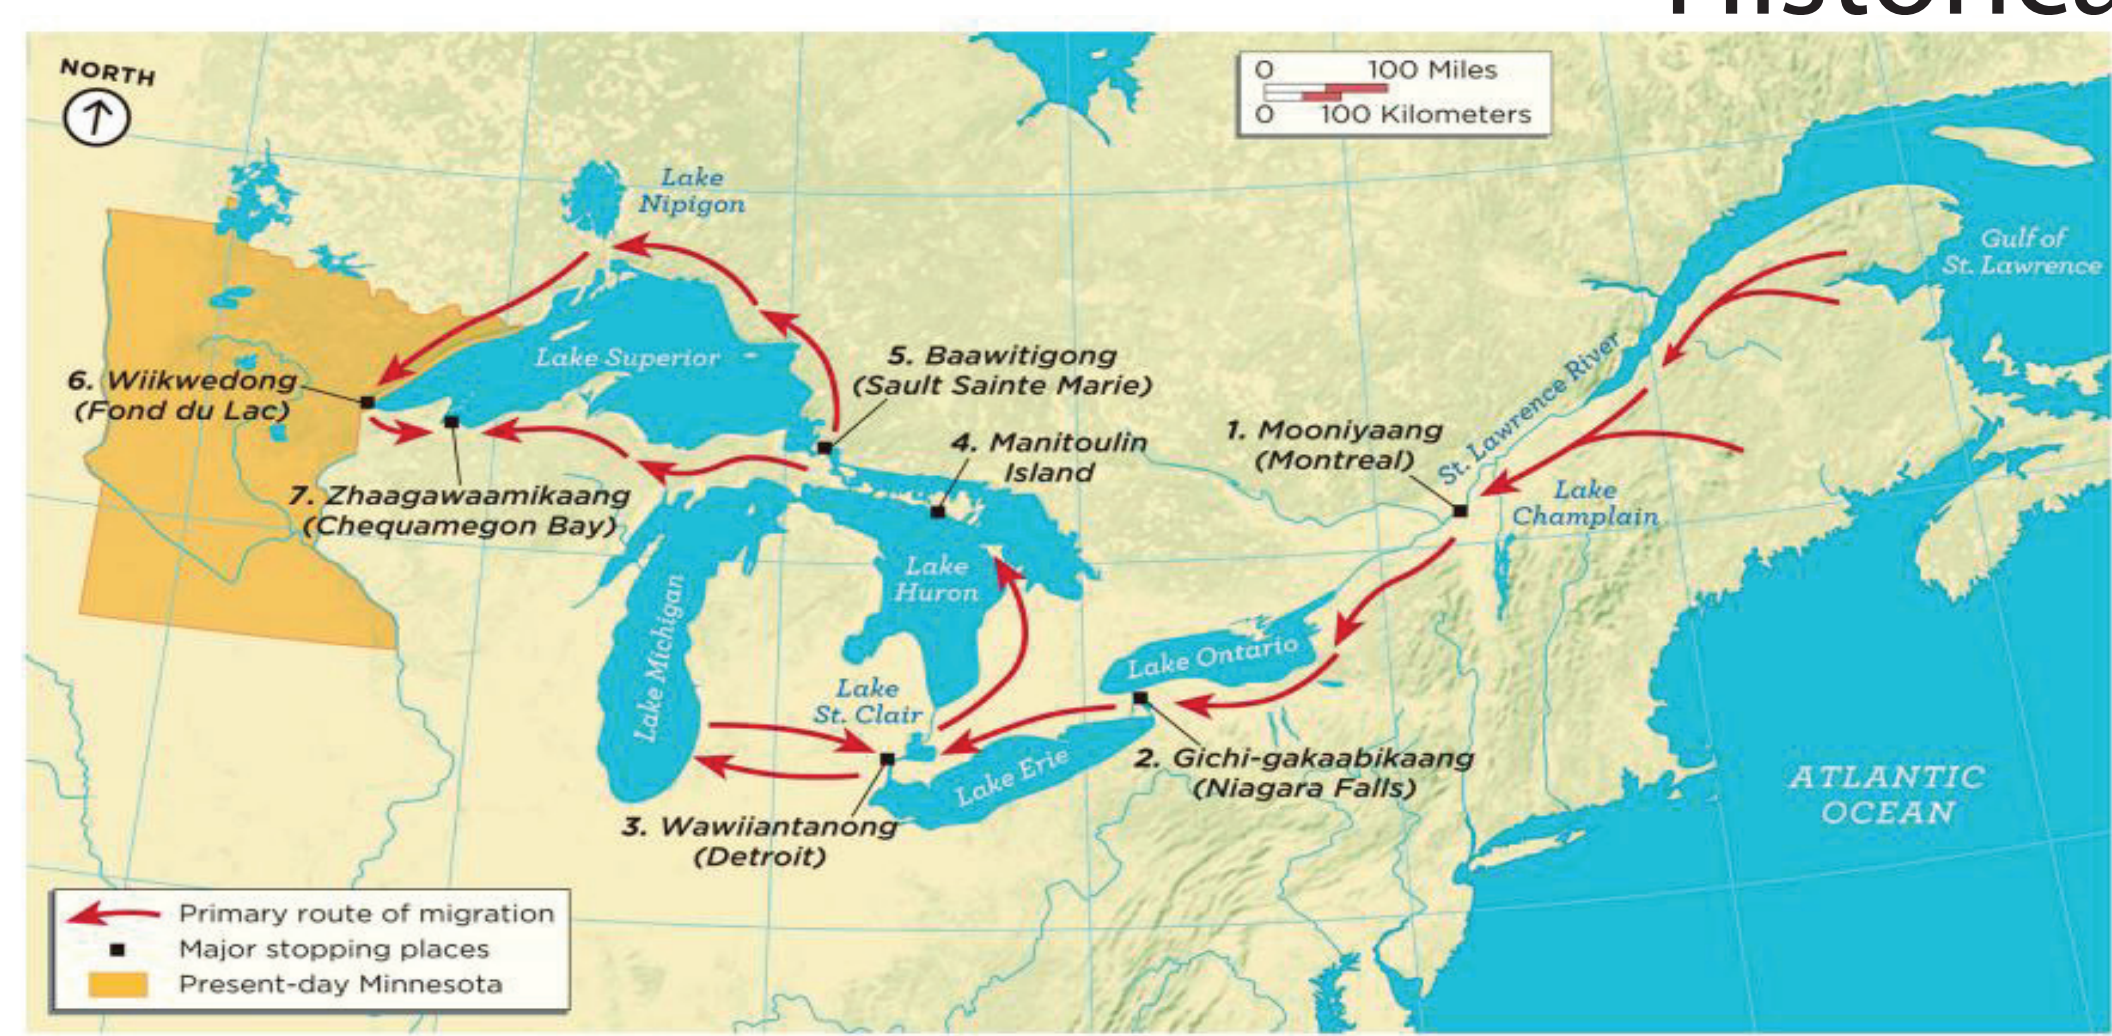 NORTH
0 100 Miles
0 100 Kilometers
Lake
Nipigon
Gulf of
St. Lawrence
Lake Superior
5. Baawitigong
(Sault Sainte Marie)
6. Wiikwedong
(Fond du Lac)
St. Lawrence River
1. Mooniyaang
(Montreal)
4. Manitoulin
Island
7. Zhaagawaamikaang
(Chequamegon Bay)
Lake
Champlain
Lake
Huron
Lake Michigan
Lake Ontario
Lake
St. Clair
2. Gichi-gakaabikaang
(Niagara Falls)
Lake Erie
ATLANTIC
OCEAN
3. Wawiiantanong
(Detroit)
Primary route of migration
Major stopping places
Present-day Minnesota